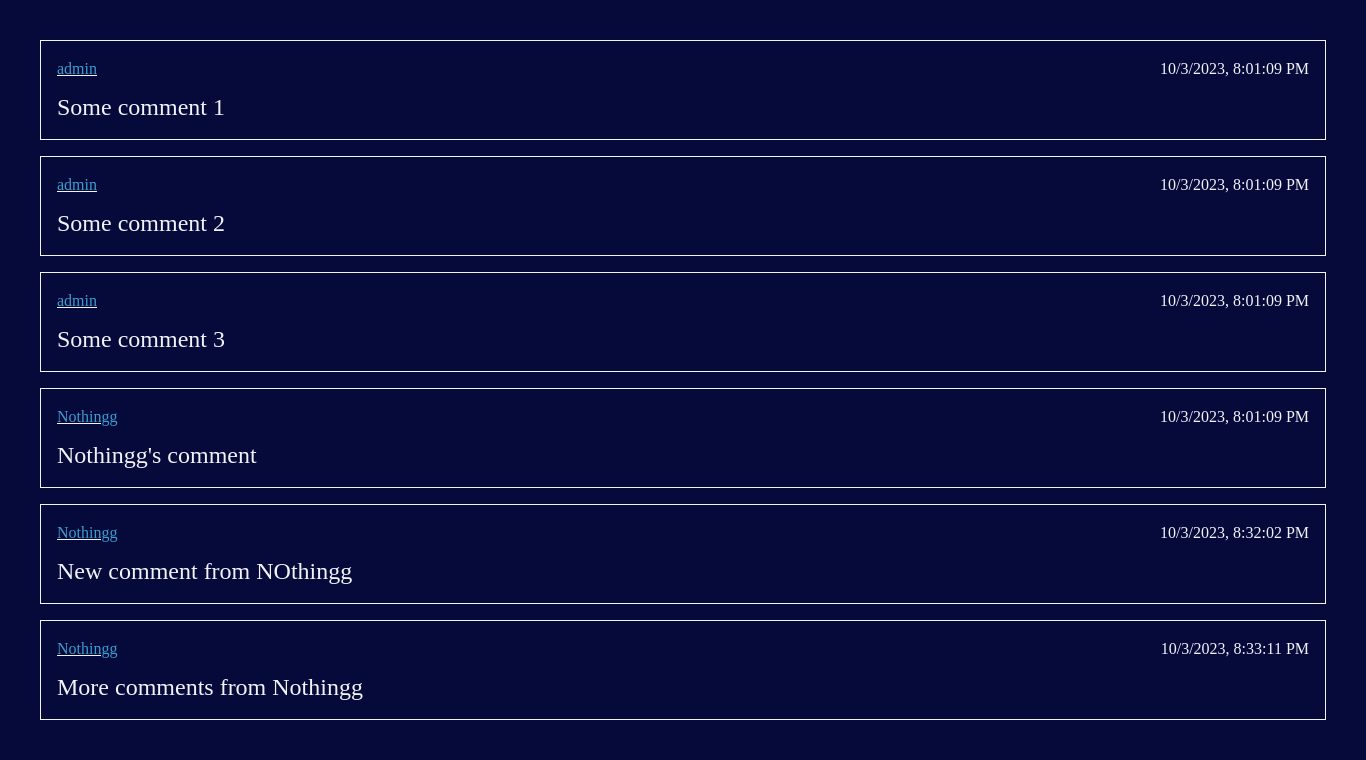 admin 10/3/2023, 8:01:09 PM
Some comment 1
admin 10/3/2023, 8:01:09 PM
Some comment 2
admin 10/3/2023, 8:01:09 PM
Some comment 3
Nothingg 10/3/2023, 8:01:09 PM
Nothingg's comment
Nothingg 10/3/2023, 8:32:02 PM
New comment from NOthingg
Nothingg 10/3/2023, 8:33:11 PM
More comments from Nothingg